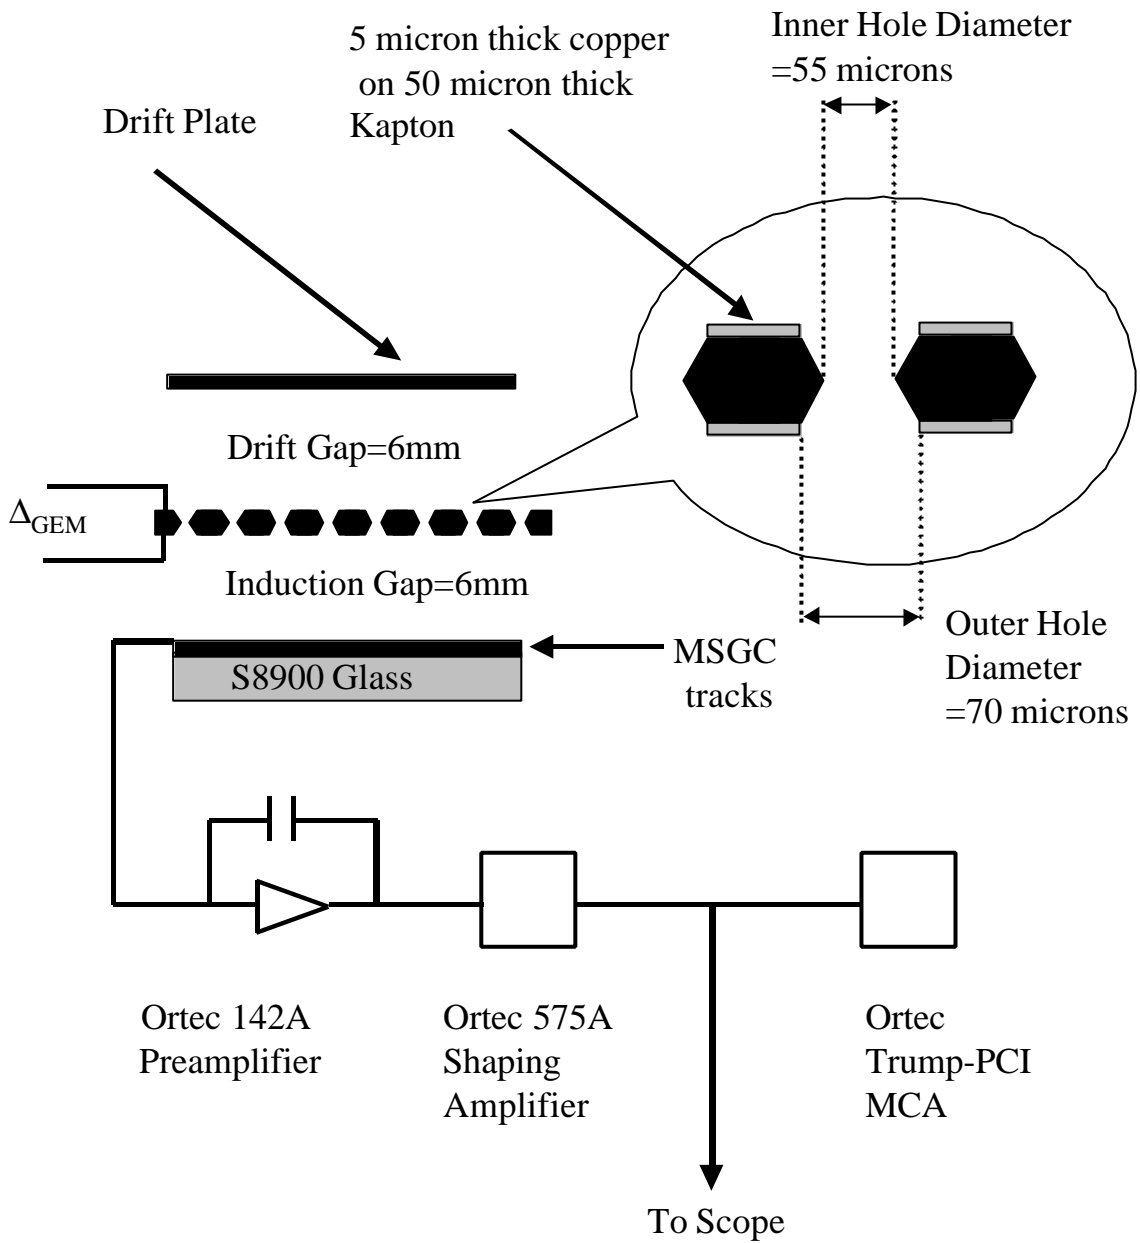 5 micron thick copper
on 50 micron thick
Kapton
Inner Hole Diameter
=55 microns
Drift Plate
Drift Gap=6mm
ΔGEM
Induction Gap=6mm
MSGC
tracks
S8900 Glass
Outer Hole
Diameter
=70 microns
Ortec 142A
Preamplifier
Ortec 575A
Shaping
Amplifier
Ortec
Trump-PCI
MCA
To Scope